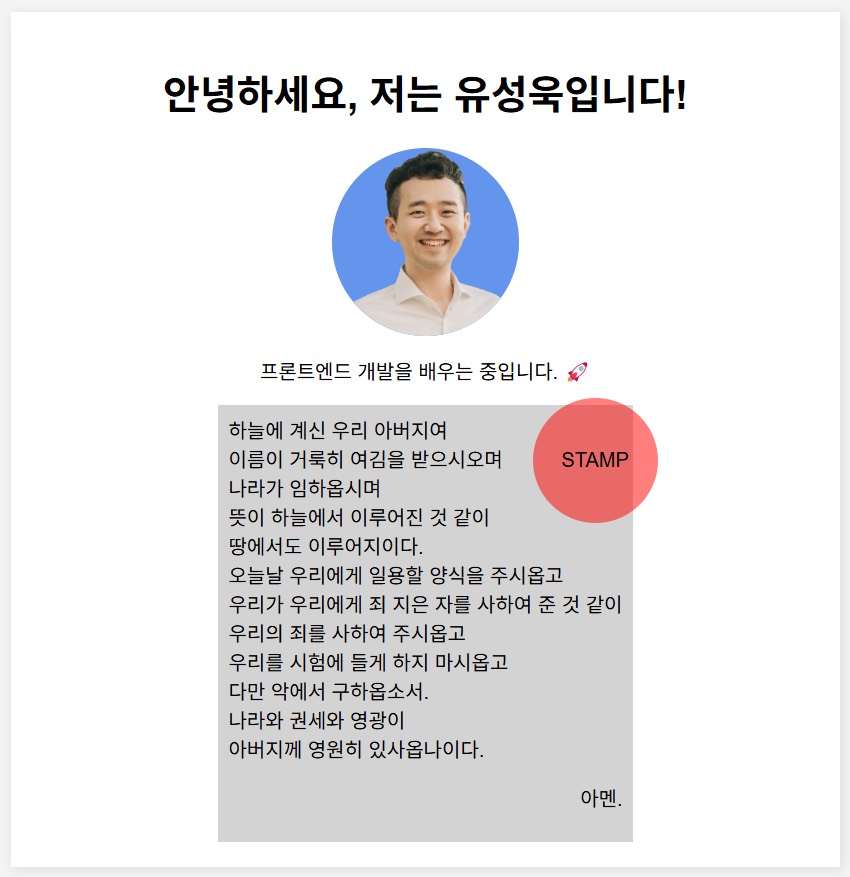 안녕하세요, 저는 유성욱입니다!
프론트엔드 개발을 배우는 중입니다. 🚀
하늘에 계신 우리 아버지여
이름이 거룩히 여김을 받으시오며
STAMP
나라가 임하옵시며
뜻이 하늘에서 이루어진 것 같이
땅에서도 이루어지이다.
오늘날 우리에게 일용할 양식을 주시옵고
우리가 우리에게 죄 지은 자를 사하여 준 것 같이
우리의 죄를 사하여 주시옵고
우리를 시험에 들게 하지 마시옵고
다만 악에서 구하옵소서.
나라와 권세와 영광이
아버지께 영원히 있사옵나이다.
아멘.